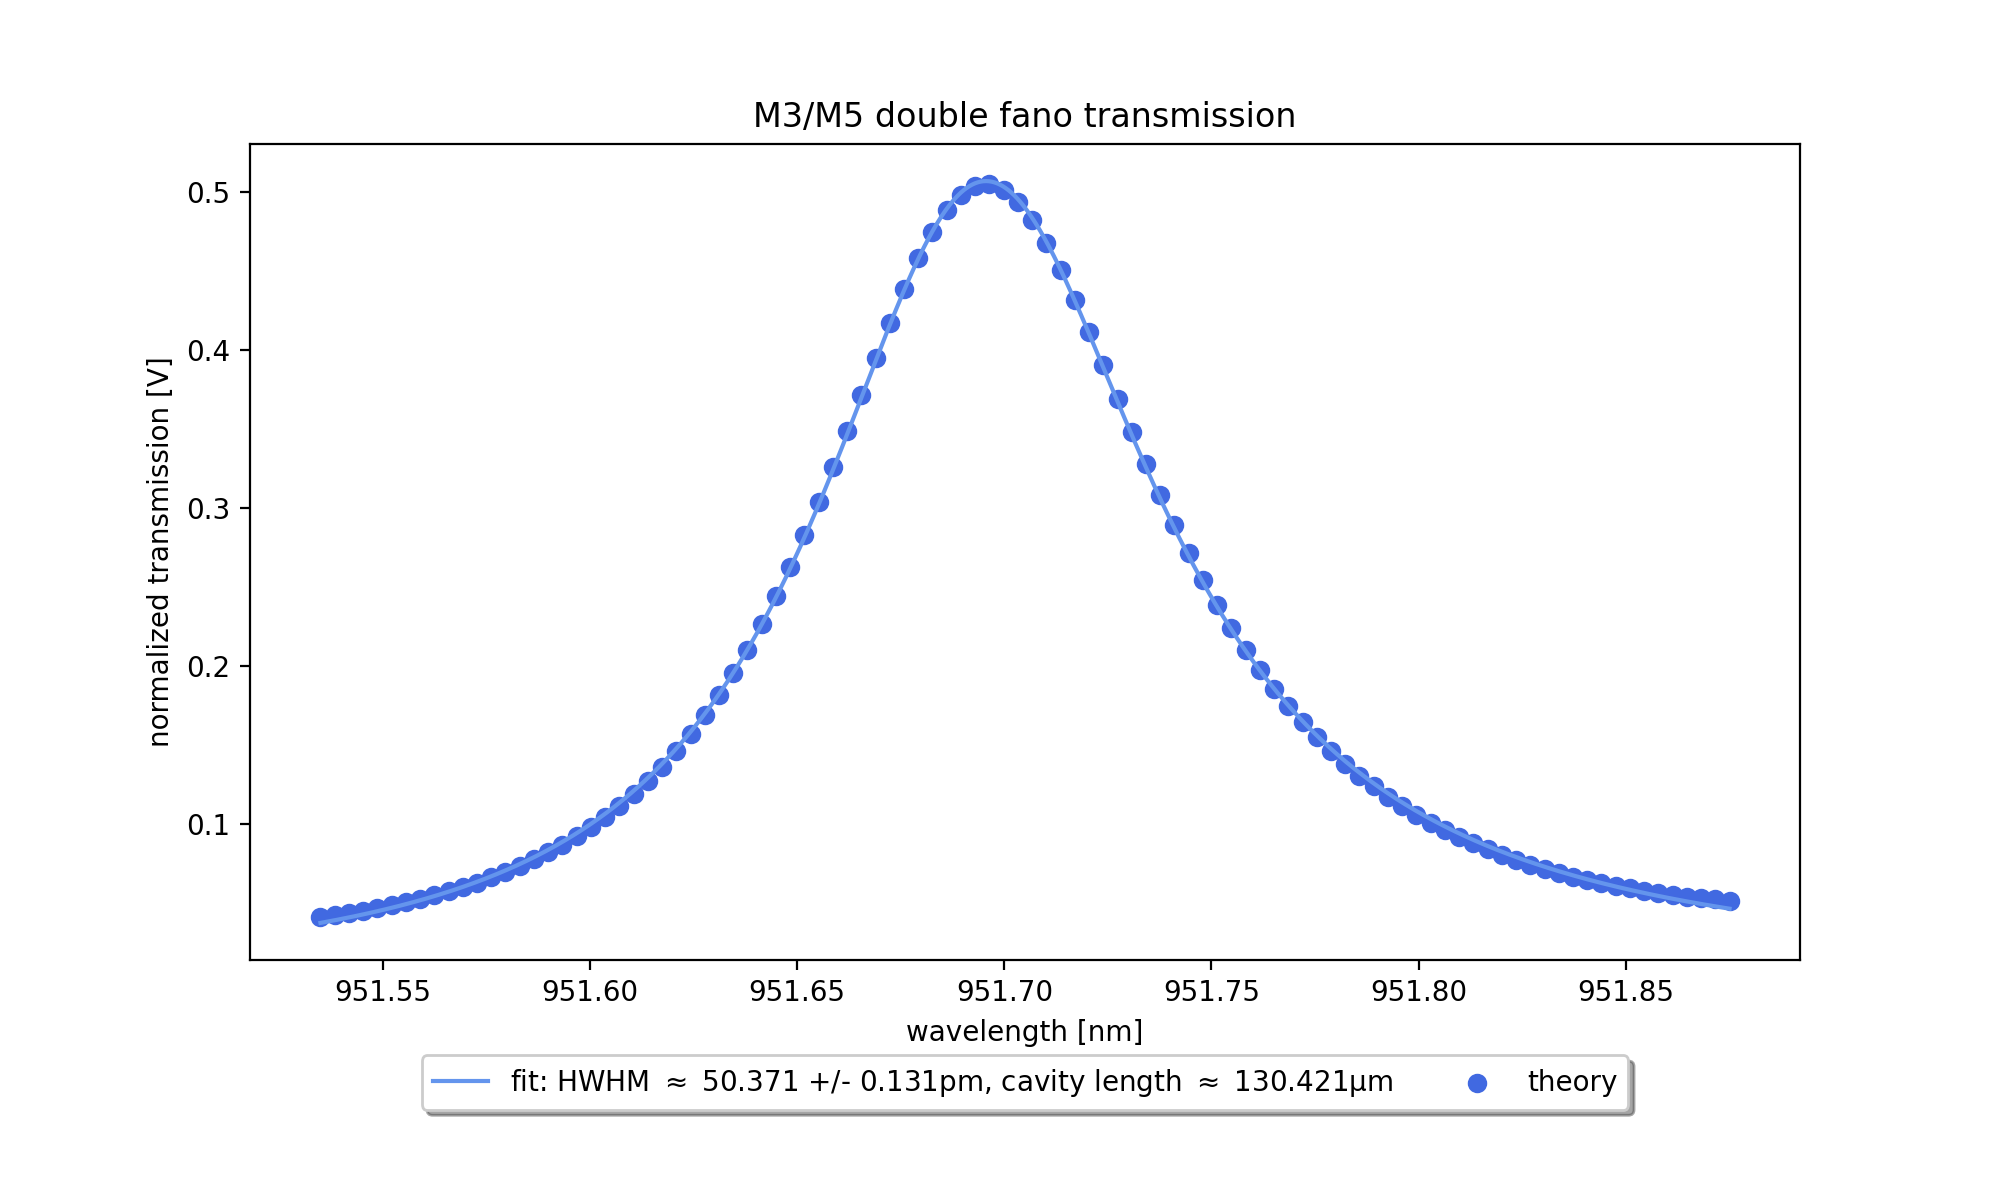 M3/M5 double fano transmission
normalized transmission [V]
0.5
0.4
0.3
0.2
0.1
951.55 951.60 951.65 951.70 951.75 951.80 951.85
wavelength [nm]
fit: HWHM ≈ 50.371 +/- 0.131pm, cavity length ≈ 130.421μm theory